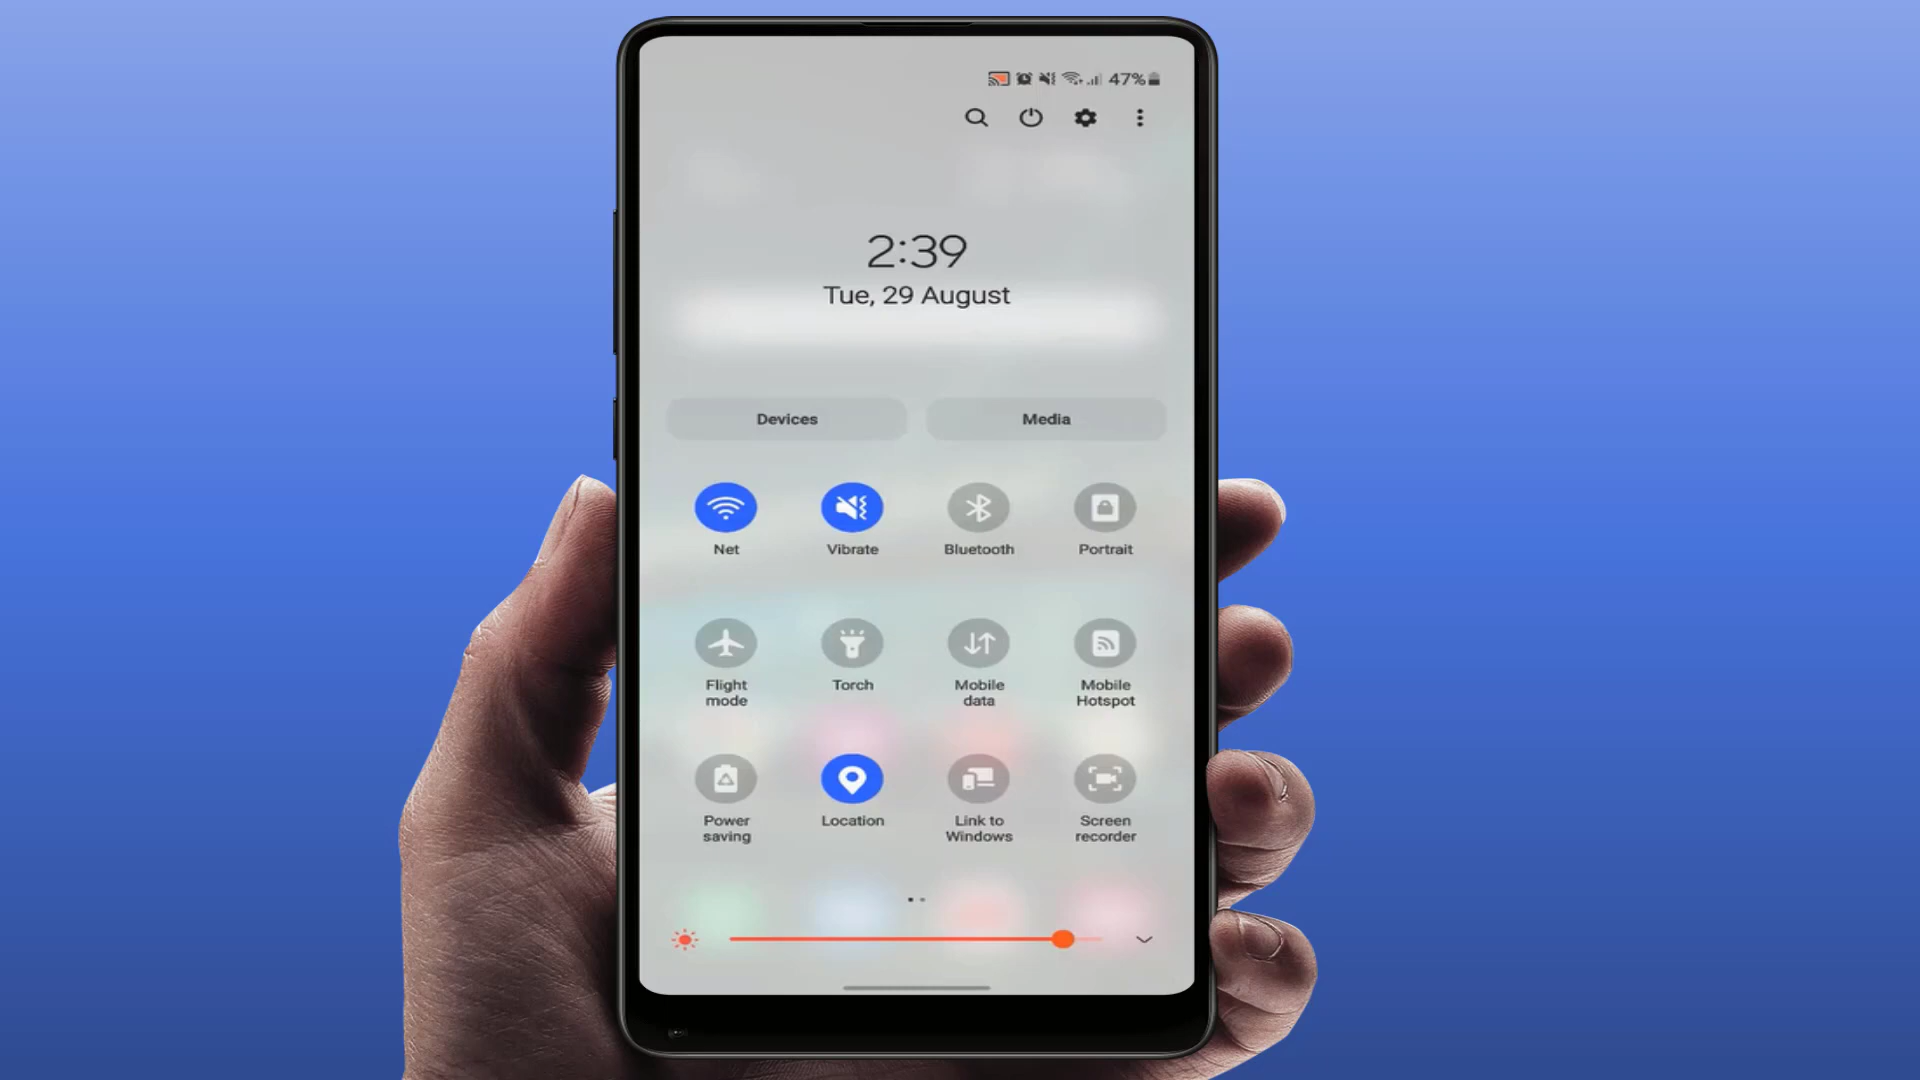 47%
2:39
Tue, 29 August
Devices
Media
Net
Vibrate
Bluetooth
Portrait
Flight
mode
Torch
Mobile
data
Mobile
Hotspot
Power
saving
Location
Link to
Windows
Screen
recorder